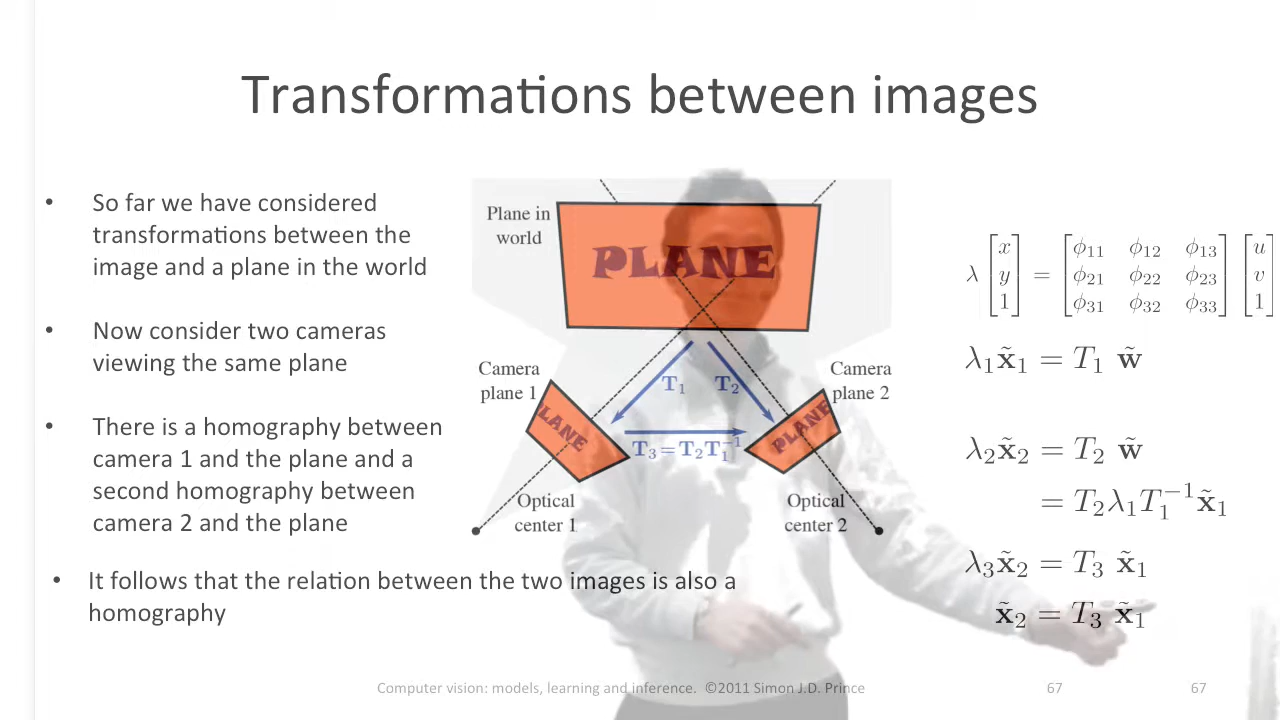 Transformations between images
• So far we have considered
transformations between the
image and a plane in the world
• Now consider two cameras
viewing the same plane
• There is a homography between
camera 1 and the plane and a
second homography between
camera 2 and the plane
• It follows that the relation between the two images is also a
homography
Plane in
world
PLANE
Camera
plane 1
PLANE
T₁
T₂
T₃=T₂T₁⁻¹
Camera
plane 2
PLANE
Optical
center 1
Optical
center 2
λ [x y 1] = [ϕ₁₁ ϕ₁₂ ϕ₁₃ ϕ₂₁ ϕ₂₂ ϕ₂₃ ϕ₃₁ ϕ₃₂ ϕ₃₃] [u v 1]
λ₁x̃₁ = T₁ w̃
λ₂x̃₂ = T₂ w̃
= T₂λ₁T₁⁻¹x̃₁
λ₃x̃₂ = T₃ x̃₁
x̃₂ = T₃ x̃₁
Computer vision: models, learning and inference. ©2011 Simon J.D. Prince
67
67